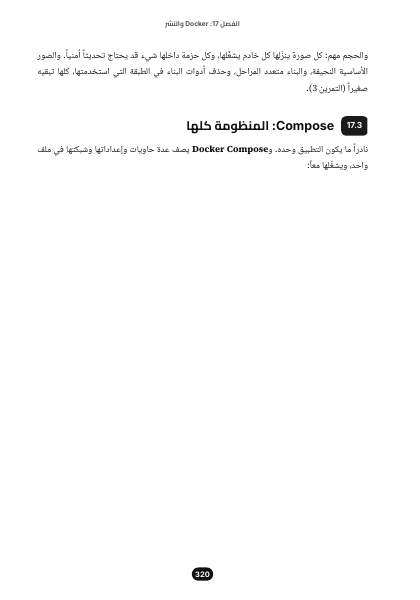 الفصل 17: Docker والنشر
والحجم مهم: كل صورة ينزّلها كل خادم يشغّلها، وكل حزمة داخلها شيء قد يحتاج تحديثاً أمنياً. والصور
الأساسية النحيفة، والبناء متعدد المراحل، وحذف أدوات البناء في الطبقة التي استخدمتها، كلها تبقيه
صغيراً (التمرين 3).
17.3 Compose: المنظومة كلها
نادراً ما يكون التطبيق وحده. وDocker Compose يصف عدة حاويات وإعداداتها وشبكتها في ملف
واحد، ويشغّلها معاً:
320